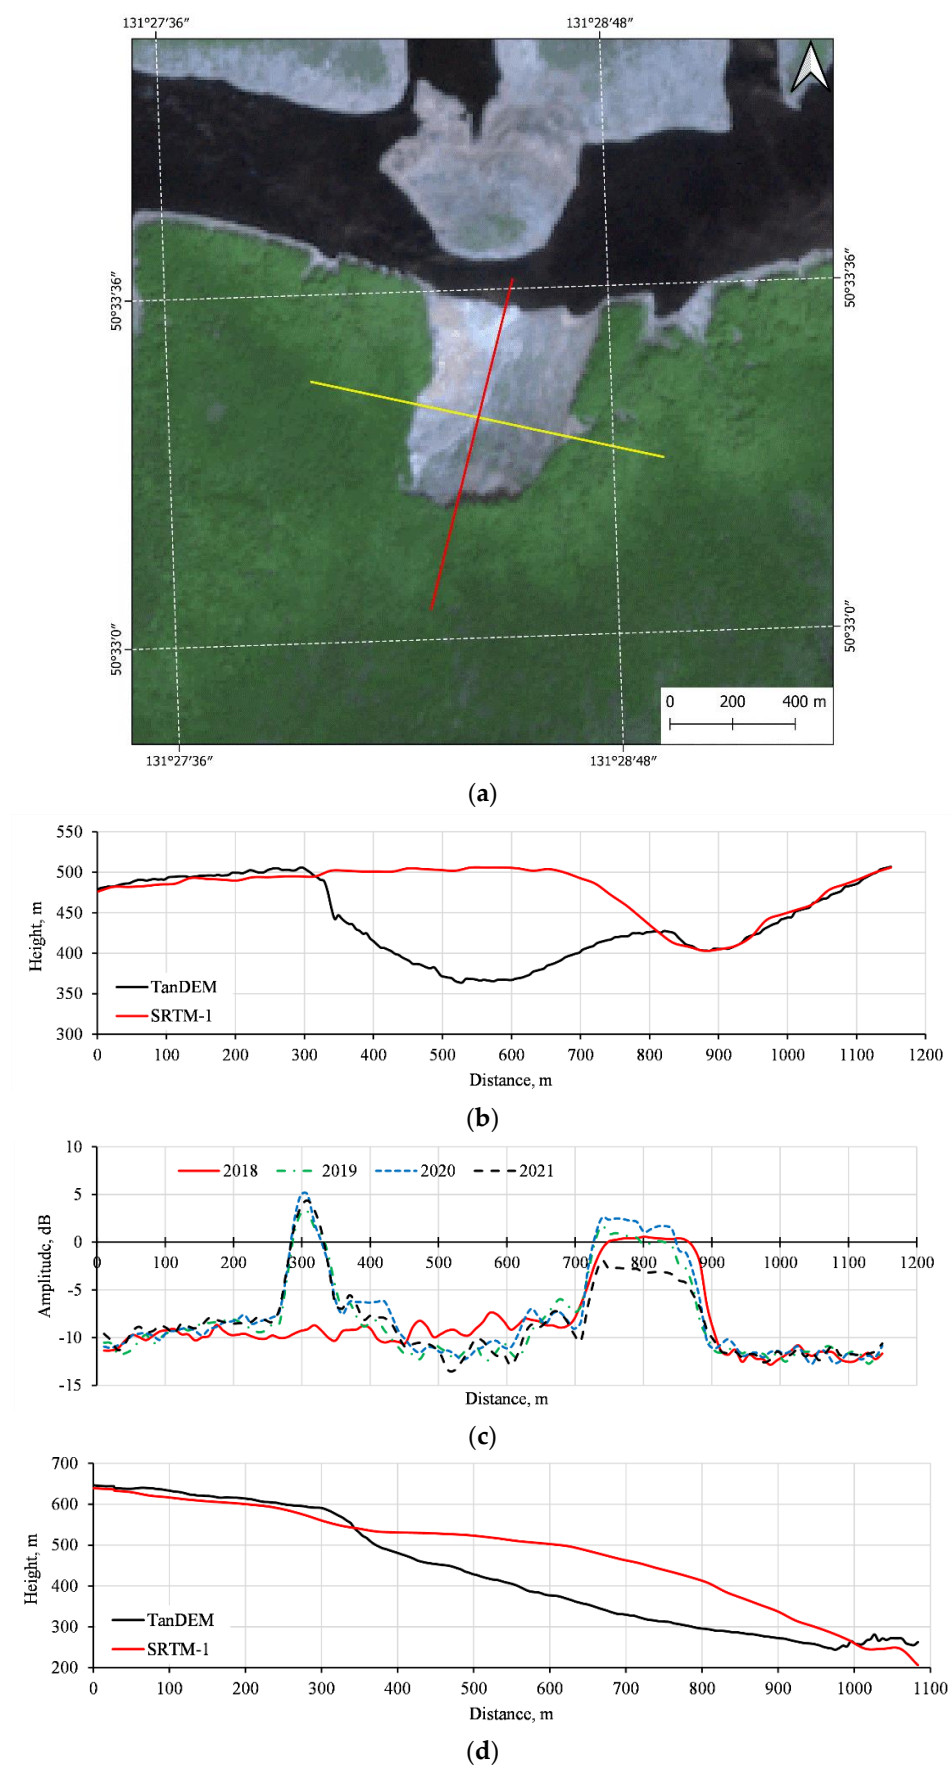 131°27′36″ 131°28′48″
50°33′36″ 50°33′36″
50°33′0″ 50°33′0″
0 200 400 m
131°27′36″ 131°28′48″
(a)
550
500
450
400
350
300
Height, m
TanDEM
SRTM-1
0 100 200 300 400 500 600 700 800 900 1000 1100 1200
Distance, m
(b)
10
5
0
-5
-10
-15
Amplitude, dB
2018 2019 2020 2021
0 100 200 300 400 500 600 700 800 900 1000 1100 1200
Distance, m
(c)
700
600
500
400
300
200
Height, m
TanDEM
SRTM-1
0 100 200 300 400 500 600 700 800 900 1000 1100
Distance, m
(d)